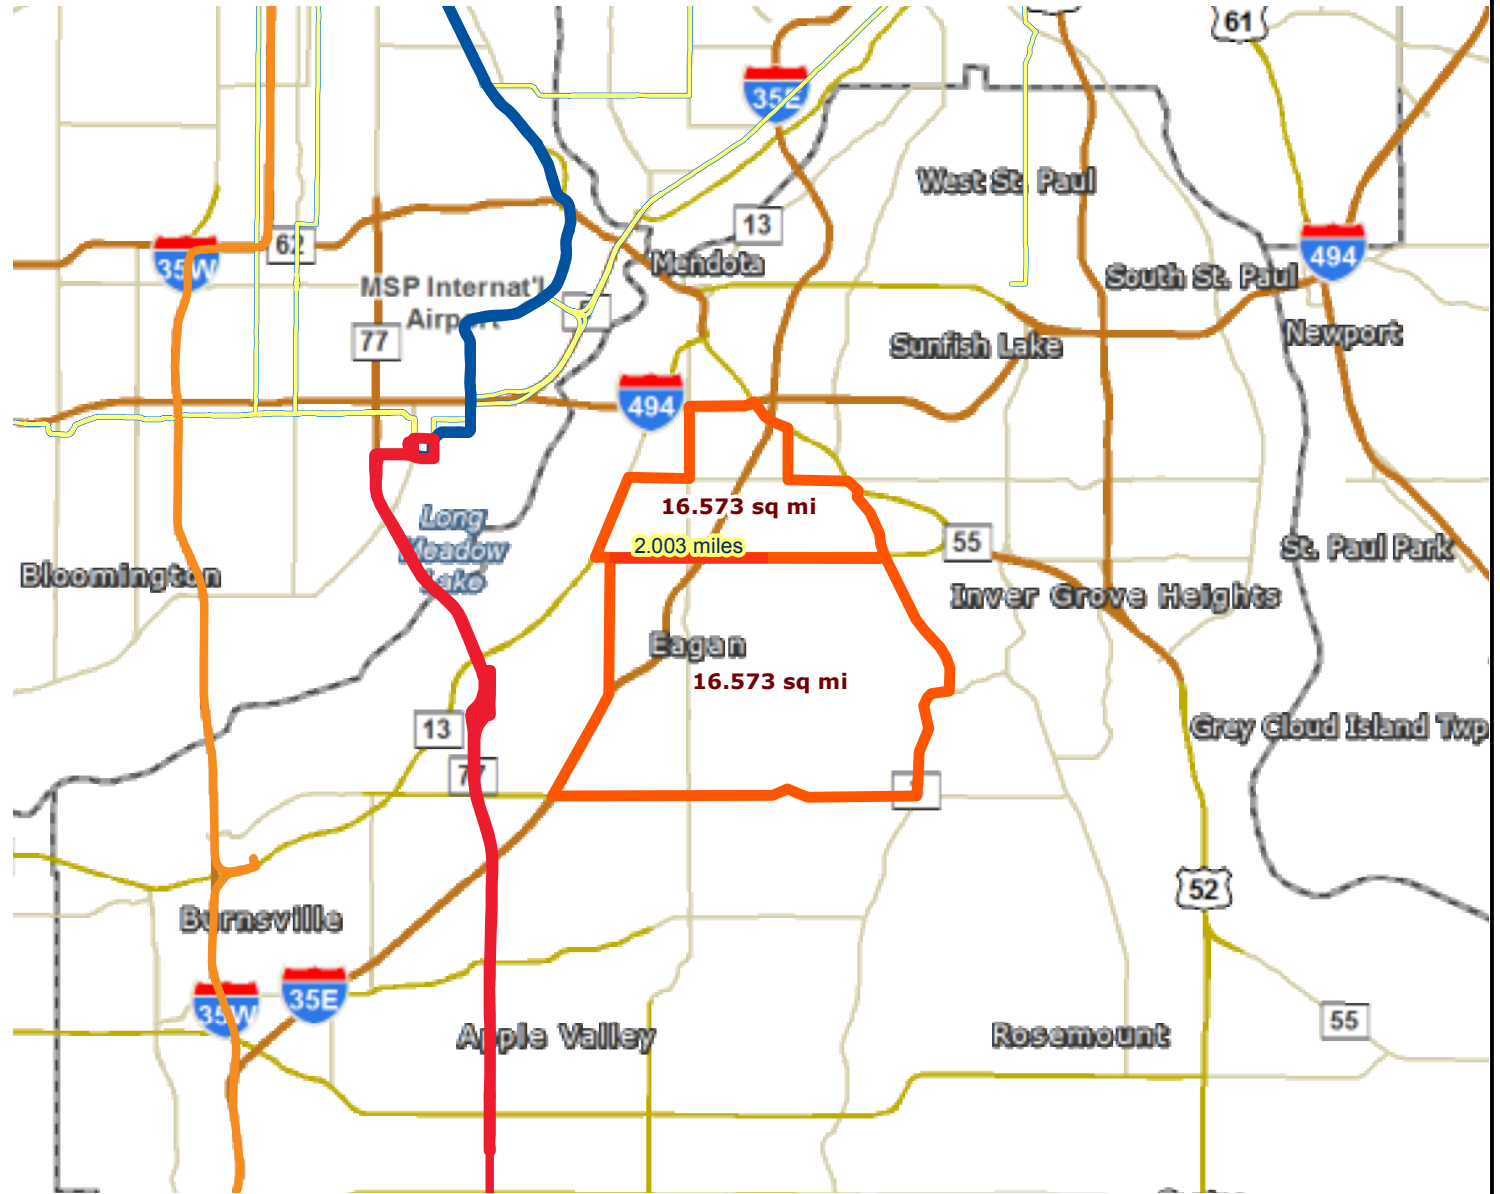 61
35E
West St. Paul
13
62
35W
Mendota
494
South St. Paul
MSP Internat'l
Airport
5
77
Newport
Sunfish Lake
494
16.573 sq mi
Long
Meadow
Lake
2.003 miles
55
St. Paul Park
Bloomington
Inver Grove Heights
Eagan
16.573 sq mi
13
Grey Cloud Island Twp
77
52
Burnsville
35E
35W
55
Apple Valley
Rosemount